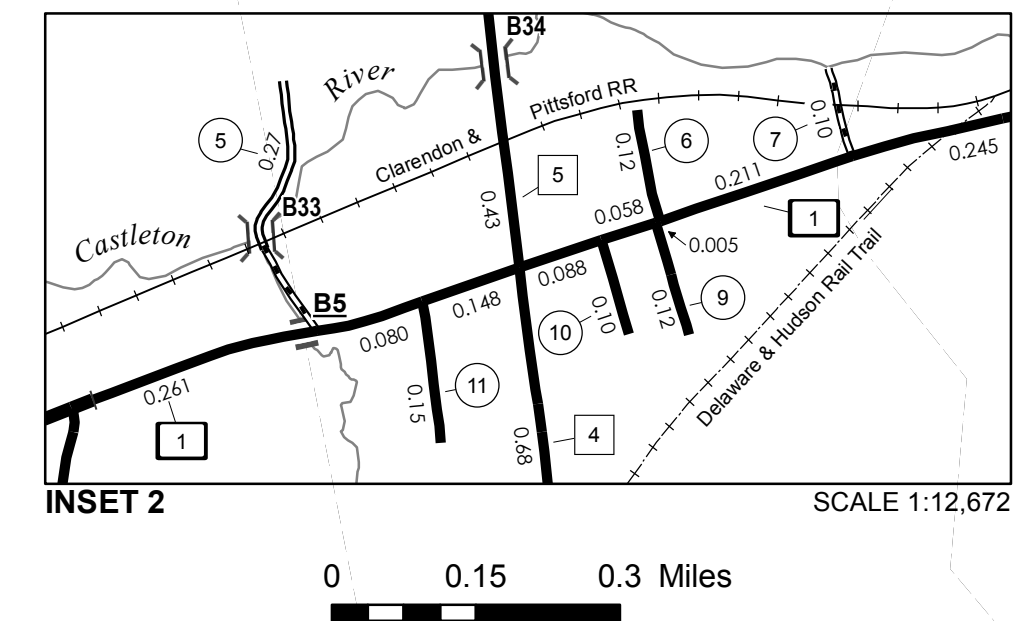 B34
River
Pittsford RR
Clarendon &
5
0.27
0.10
7
6
0.12
5
0.211
0.245
B33
0.43
0.058
1
Castleton
0.005
0.088
B5
0.148
9
0.12
0.10
10
0.080
Delaware & Hudson Rail Trail
0.261
11
0.15
1
4
0.68
INSET 2
SCALE 1:12,672
0 0.15 0.3 Miles